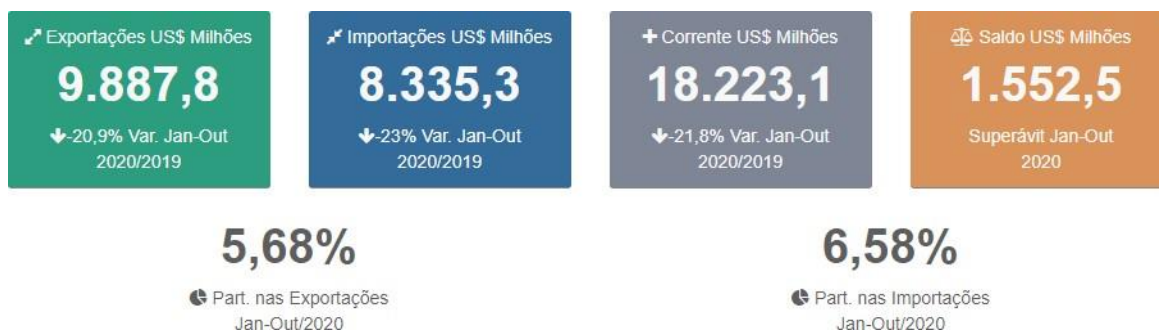 Exportações US$ Milhões
9.887,8
-20,9% Var. Jan-Out
2020/2019
Importações US$ Milhões
8.335,3
-23% Var. Jan-Out
2020/2019
Corrente US$ Milhões
18.223,1
-21,8% Var. Jan-Out
2020/2019
Saldo US$ Milhões
1.552,5
Superávit Jan-Out
2020
5,68%
Part. nas Exportações
Jan-Out/2020
6,58%
Part. nas Importações
Jan-Out/2020